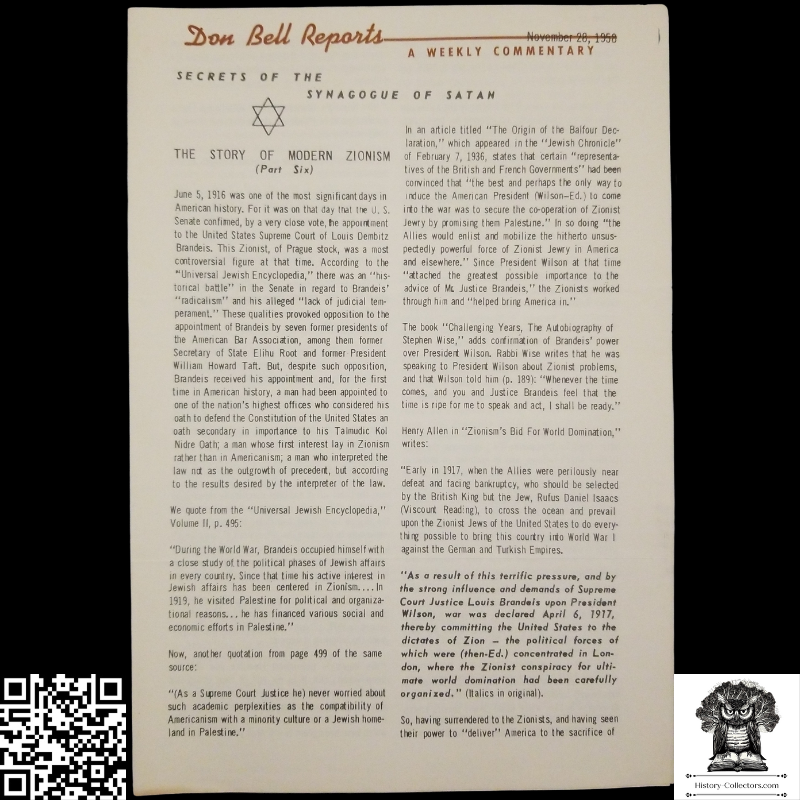 Don Bell Reports
November 28, 1958
A WEEKLY COMMENTARY
SECRETS OF THE
SYNAGOGUE OF SATAN
THE STORY OF MODERN ZIONISM
(Part Six)
June 5, 1916 was one of the most significant days in
American history. For it was on that day that the U. S.
Senate confirmed, by a very close vote, the appointment
to the United States Supreme Court of Louis Dembitz
Brandeis. This Zionist, of Prague stock, was a most
controversial figure at that time. According to the
"Universal Jewish Encyclopedia," there was an "his-
torical battle" in the Senate in regard to Brandeis'
"radicalism" and his alleged "lack of judicial tem-
perament." These qualities provoked opposition to the
appointment of Brandeis by seven former presidents of
the American Bar Association, among them former
Secretary of State Elihu Root and former President
William Howard Taft. But, despite such opposition,
Brandeis received his appointment and, for the first
time in American history, a man had been appointed to
one of the nation's highest offices who considered his
oath to defend the Constitution of the United States an
oath secondary in importance to his Talmudic Kol
Nidre Oath; a man whose first interest lay in Zionism
rather than in Americanism; a man who interpreted the
law not as the outgrowth of precedent, but according
to the results desired by the interpreter of the law.
We quote from the "Universal Jewish Encyclopedia,"
Volume II, p. 495:
"During the World War, Brandeis occupied himself with
a close study of the political phases of Jewish affairs
in every country. Since that time his active interest in
Jewish affairs has been centered in Zionism.... In
1919, he visited Palestine for political and organiza-
tional reasons... he has financed various social and
economic efforts in Palestine."
Now, another quotation from page 499 of the same
source:
"(As a Supreme Court Justice he) never worried about
such academic perplexities as the compatibility of
Americanism with a minority culture or a Jewish home-
land in Palestine."
In an article titled "The Origin of the Balfour Dec-
laration," which appeared in the "Jewish Chronicle"
of February 7, 1936, states that certain "representa-
tives of the British and French Governments" had been
convinced that "the best and perhaps the only way to
induce the American President (Wilson-Ed.) to come
into the war was to secure the co-operation of Zionist
Jewry by promising them Palestine." In so doing "the
Allies would enlist and mobilize the hitherto unsus-
pectedly powerful force of Zionist Jewry in America
and elsewhere." Since President Wilson at that time
"attached the greatest possible importance to the
advice of Mr. Justice Brandeis," the Zionists worked
through him and "helped bring America in."
The book "Challenging Years, The Autobiography of
Stephen Wise," adds confirmation of Brandeis' power
over President Wilson. Rabbi Wise writes that he was
speaking to President Wilson about Zionist problems,
and that Wilson told him (p. 189): "Whenever the time
comes, and you and Justice Brandeis feel that the
time is ripe for me to speak and act, I shall be ready."
Henry Allen in "Zionism's Bid For World Domination,"
writes:
"Early in 1917, when the Allies were perilously near
defeat and facing bankruptcy, who should be selected
by the British King but the Jew, Rufus Daniel Isaacs
(Viscount Reading), to cross the ocean and prevail
upon the Zionist Jews of the United States to do every-
thing possible to bring this country into World War I
against the German and Turkish Empires.
"As a result of this terrific pressure, and by
the strong influence and demands of Supreme
Court Justice Louis Brandeis upon President
Wilson, war was declared April 6, 1917,
thereby committing the United States to the
dictates of Zion – the political forces of
which were (then-Ed.) concentrated in Lon-
don, where the Zionist conspiracy for ulti-
mate world domination had been carefully
organized." (Italics in original).
So, having surrendered to the Zionists, and having seen
their power to "deliver" America to the sacrifice of
History-Collectors.com